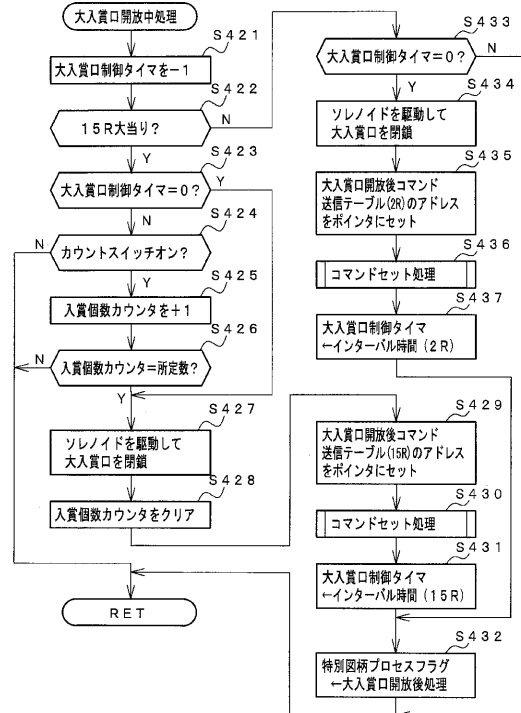 大入賞口開放中処理
S421
大入賞口制御タイマを−1
S422
15R大当り?
N
Y
S423
大入賞口制御タイマ=0?
Y
N
S424
N
カウントスイッチオン?
Y
S425
入賞個数カウンタを+1
S426
N
入賞個数カウンタ=所定数?
Y
S427
ソレノイドを駆動して
大入賞口を閉鎖
S428
入賞個数カウンタをクリア
RET
S433
大入賞口制御タイマ=0?
N
Y
S434
ソレノイドを駆動して
大入賞口を閉鎖
S435
大入賞口開放後コマンド
送信テーブル(2R)のアドレス
をポインタにセット
S436
コマンドセット処理
S437
大入賞口制御タイマ
←インターバル時間(2R)
S429
大入賞口開放後コマンド
送信テーブル(15R)のアドレス
をポインタにセット
S430
コマンドセット処理
S431
大入賞口制御タイマ
←インターバル時間(15R)
S432
特別図柄プロセスフラグ
←大入賞口開放後処理